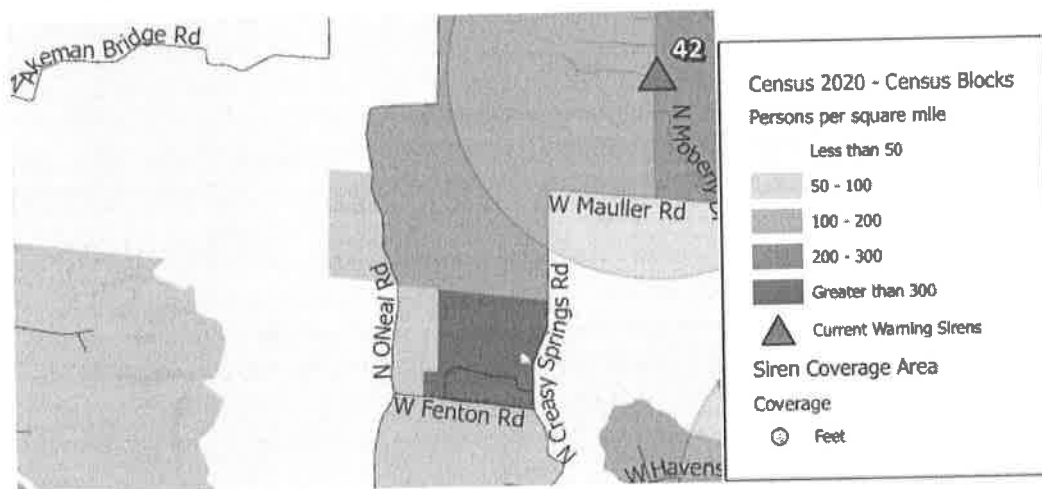 N Akeman Bridge Rd
42
N Moberly
W Mauller Rd
N ONeal Rd
N Creasy Springs Rd
W Fenton Rd
W Havens
Census 2020 - Census Blocks
Persons per square mile
Less than 50
50 - 100
100 - 200
200 - 300
Greater than 300
Current Warning Sirens
Siren Coverage Area
Coverage
Feet